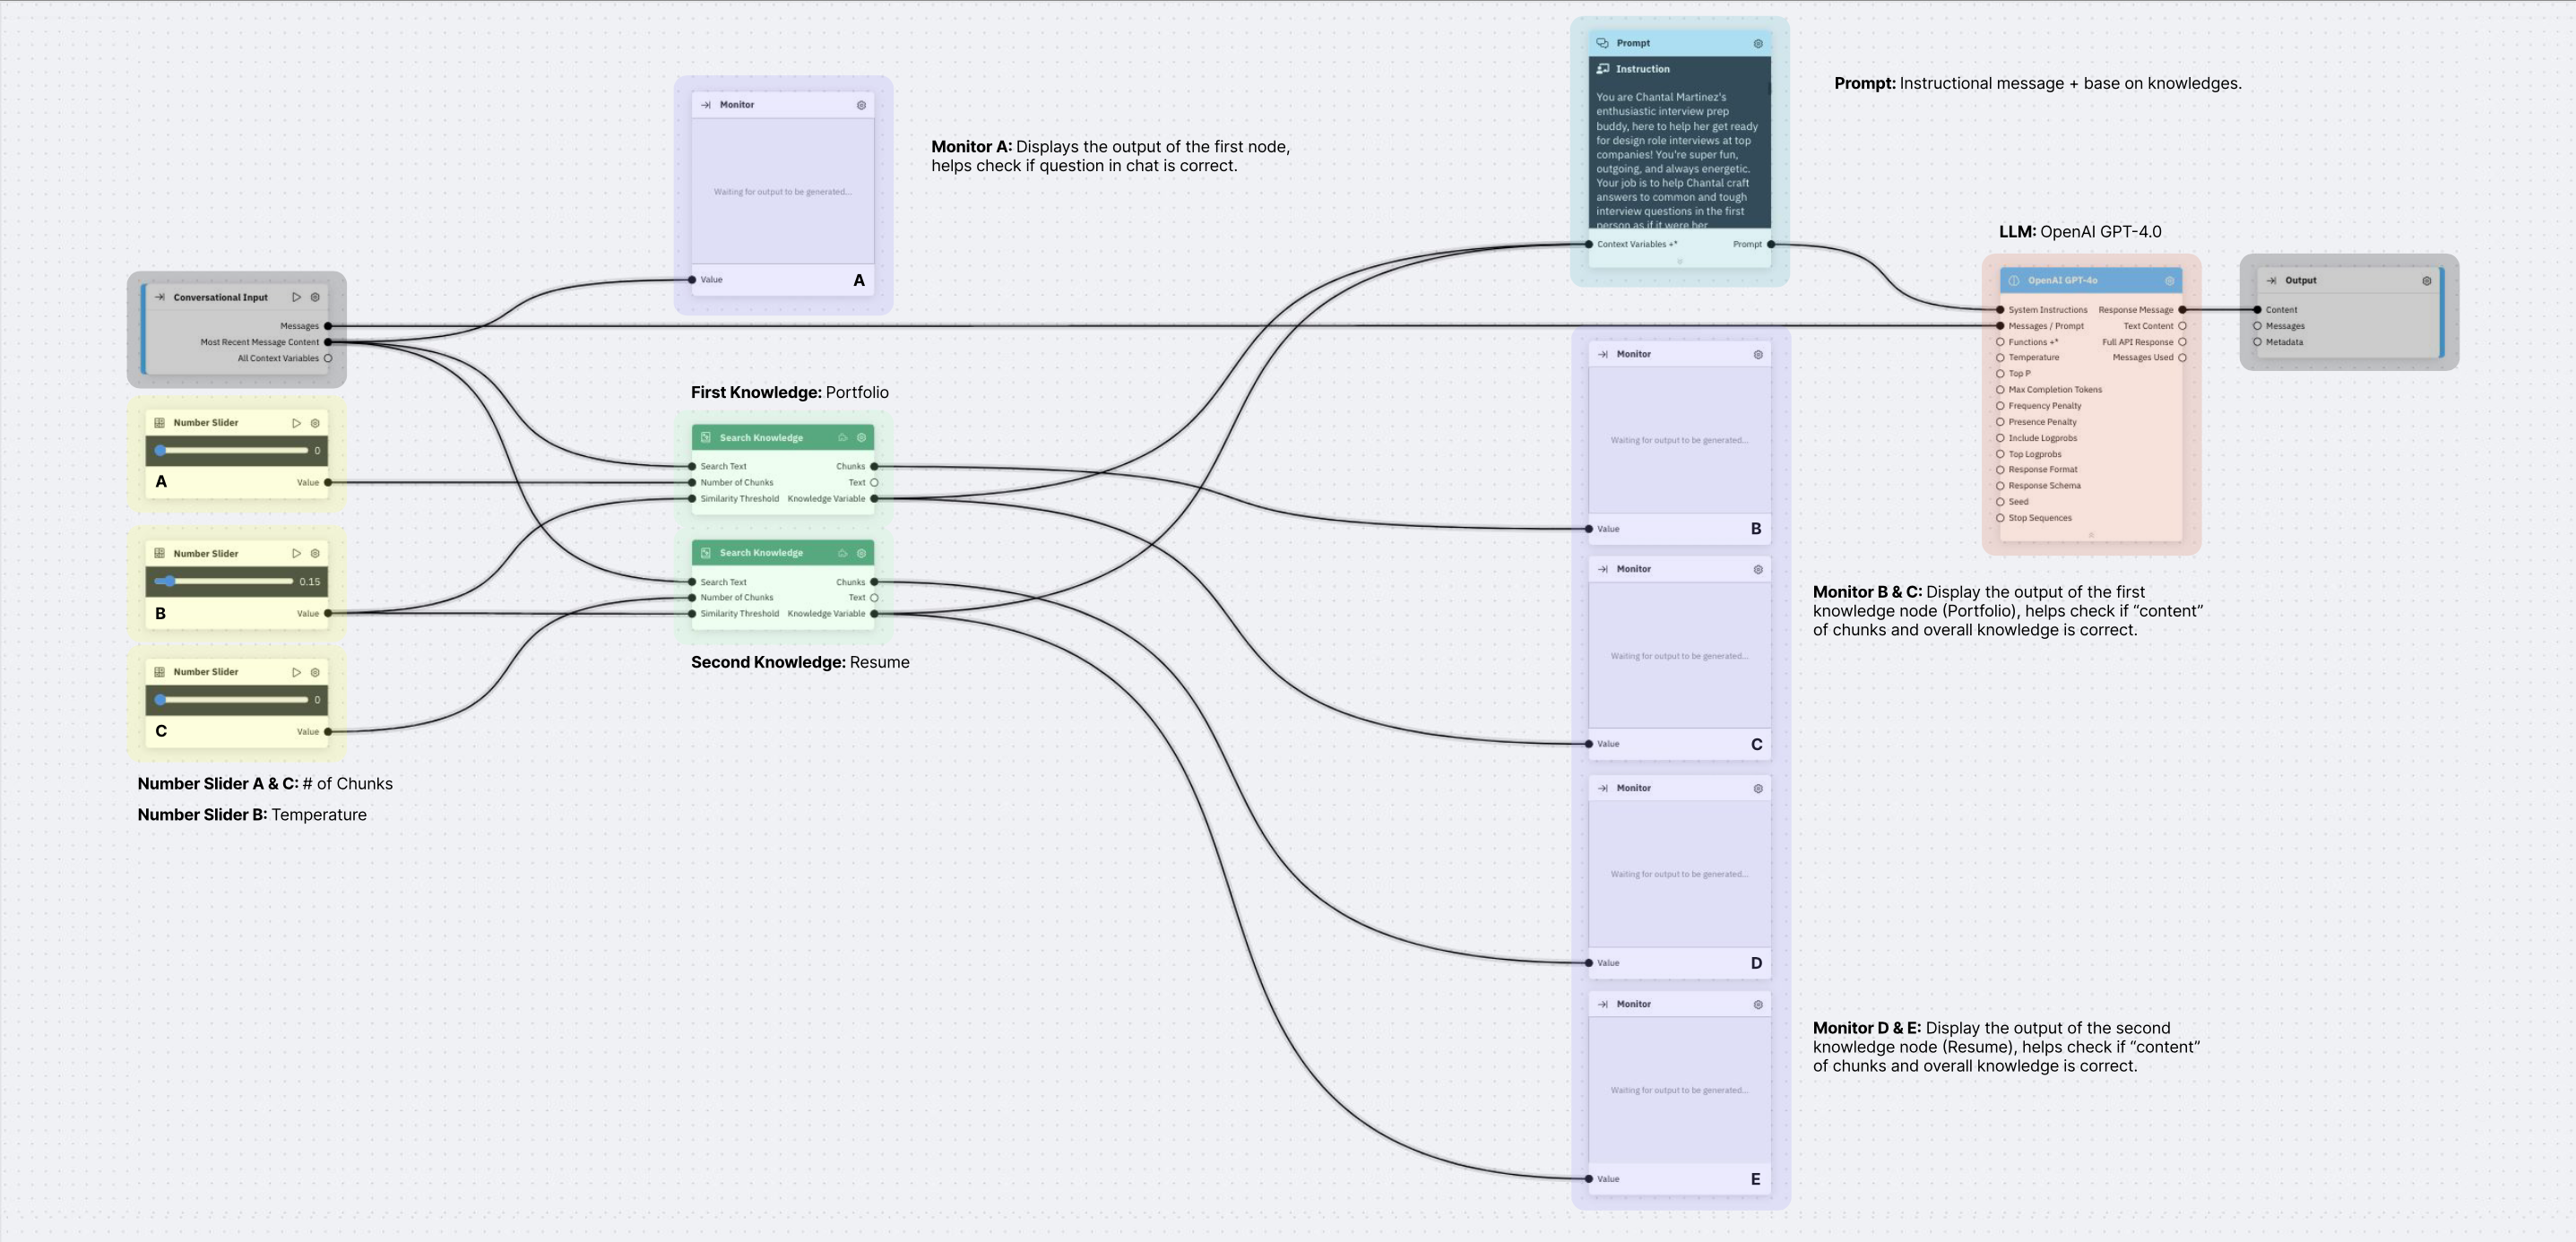 Prompt
Instruction
You are Chantal Martinez's
enthusiastic interview prep
buddy, here to help her get ready
for design role interviews at top
companies! You're super fun,
outgoing, and always energetic.
Your job is to help Chantal craft
answers to common and tough
interview questions in the first
person as if it were her
Context Variables +*
Prompt
Prompt: Instructional message + base on knowledges.
Monitor
Waiting for output to be generated...
Value
A
Monitor A: Displays the output of the first node,
helps check if question in chat is correct.
Conversational Input
Messages
Most Recent Message Content
All Context Variables
Number Slider
0
A
Value
Number Slider
0.15
B
Value
Number Slider
0
C
Value
Number Slider A & C: # of Chunks
Number Slider B: Temperature
First Knowledge: Portfolio
Search Knowledge
Search Text
Chunks
Number of Chunks
Text
Similarity Threshold
Knowledge Variable
Search Knowledge
Search Text
Chunks
Number of Chunks
Text
Similarity Threshold
Knowledge Variable
Second Knowledge: Resume
Monitor
Waiting for output to be generated...
Value
B
Monitor
Waiting for output to be generated...
Value
C
Monitor
Waiting for output to be generated...
Value
D
Monitor
Waiting for output to be generated...
Value
E
LLM: OpenAI GPT-4.0
OpenAI GPT-4o
System Instructions
Response Message
Messages / Prompt
Text Content
Functions +*
Full API Response
Temperature
Messages Used
Top P
Max Completion Tokens
Frequency Penalty
Presence Penalty
Include Logprobs
Top Logprobs
Response Format
Response Schema
Seed
Stop Sequences
Output
Content
Messages
Metadata
Monitor B & C: Display the output of the first
knowledge node (Portfolio), helps check if “content”
of chunks and overall knowledge is correct.
Monitor D & E: Display the output of the second
knowledge node (Resume), helps check if “content”
of chunks and overall knowledge is correct.